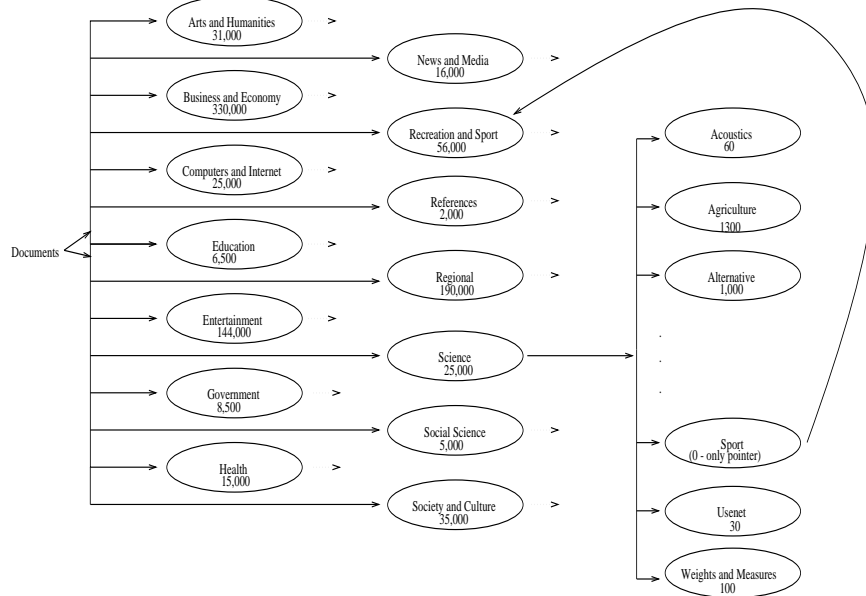 Documents
Arts and Humanities
31,000
Business and Economy
330,000
Computers and Internet
25,000
Education
6,500
Entertainment
144,000
Government
8,500
Health
15,000
News and Media
16,000
Recreation and Sport
56,000
References
2,000
Regional
190,000
Science
25,000
Social Science
5,000
Society and Culture
35,000
Acoustics
60
Agriculture
1300
Alternative
1,000
.
.
.
Sport
(0 - only pointer)
Usenet
30
Weights and Measures
100